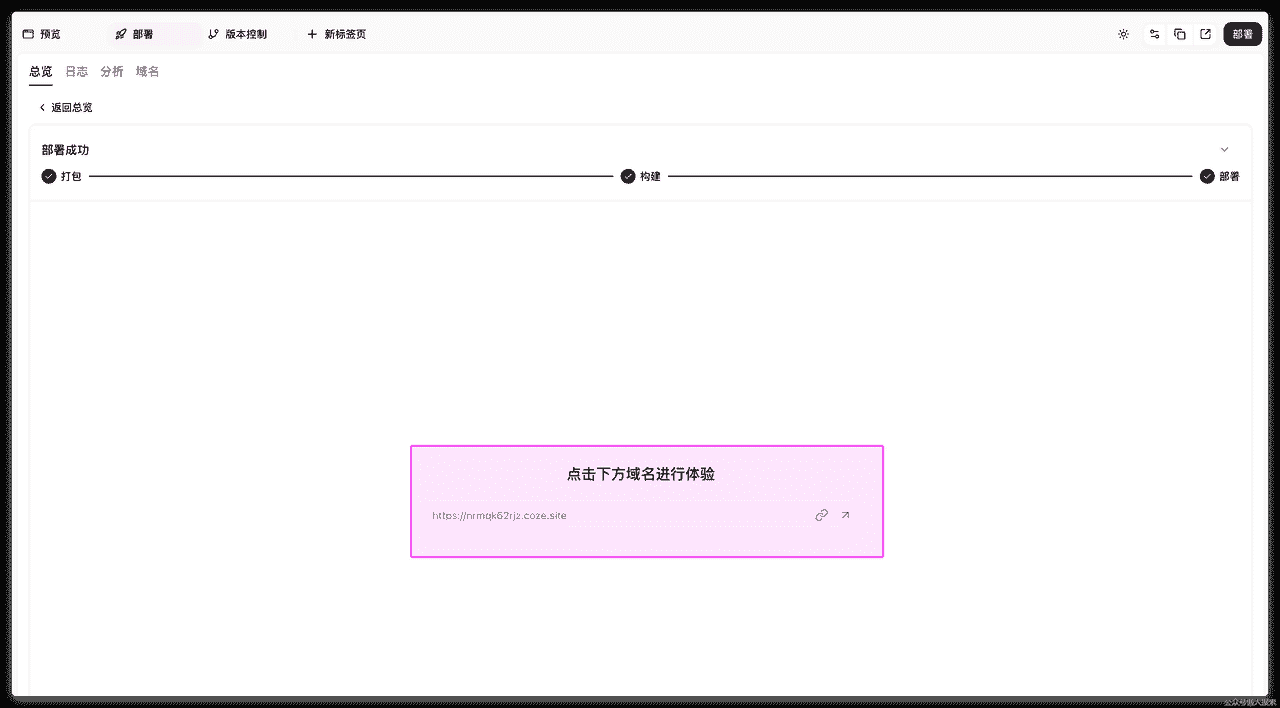 预览 部署 版本控制 新标签页 部署
总览 日志 分析 域名
返回总览
部署成功
打包 构建 部署
点击下方域名进行体验
https://nrmqk62rjz.coze.site